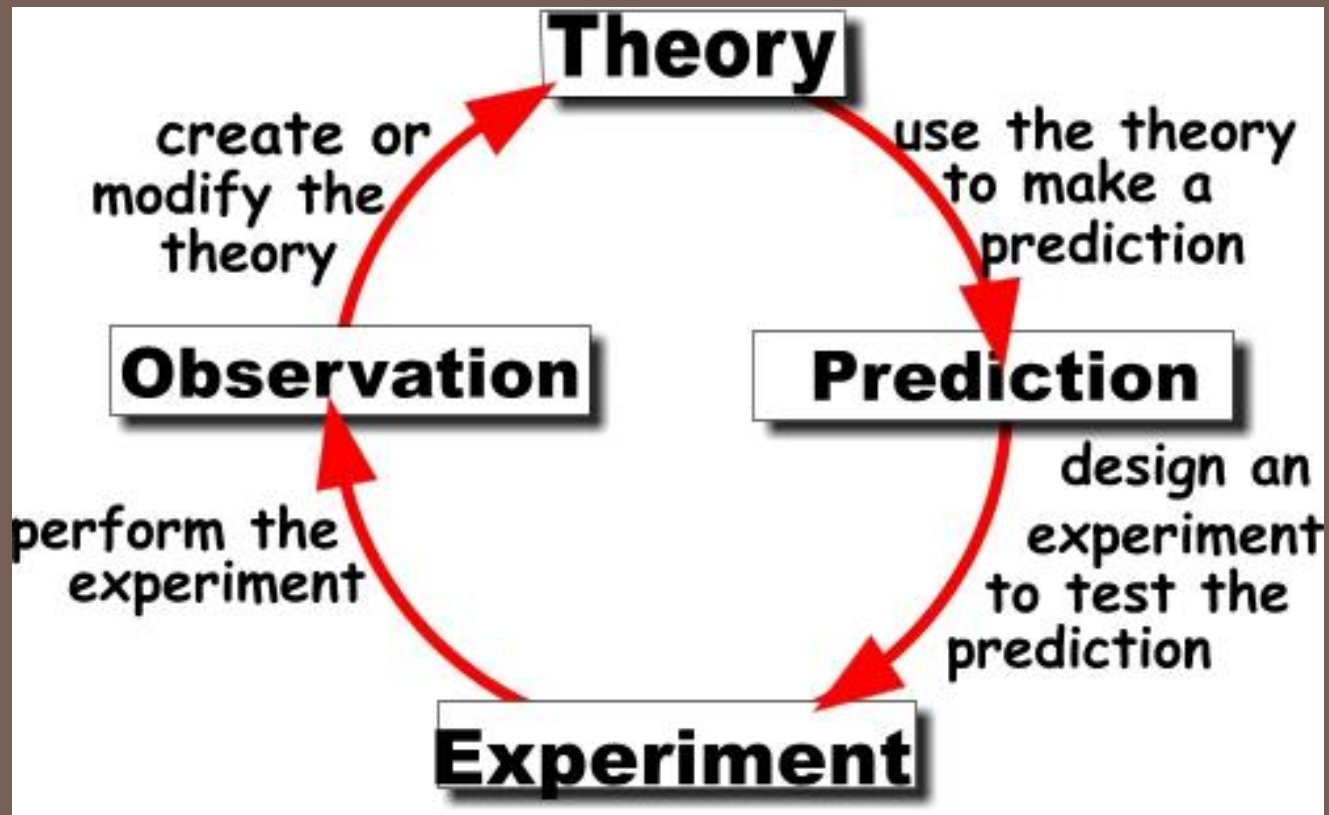 Theory
use the theory
to make a
prediction
Prediction
design an
experiment
to test the
prediction
Experiment
perform the
experiment
Observation
create or
modify the
theory